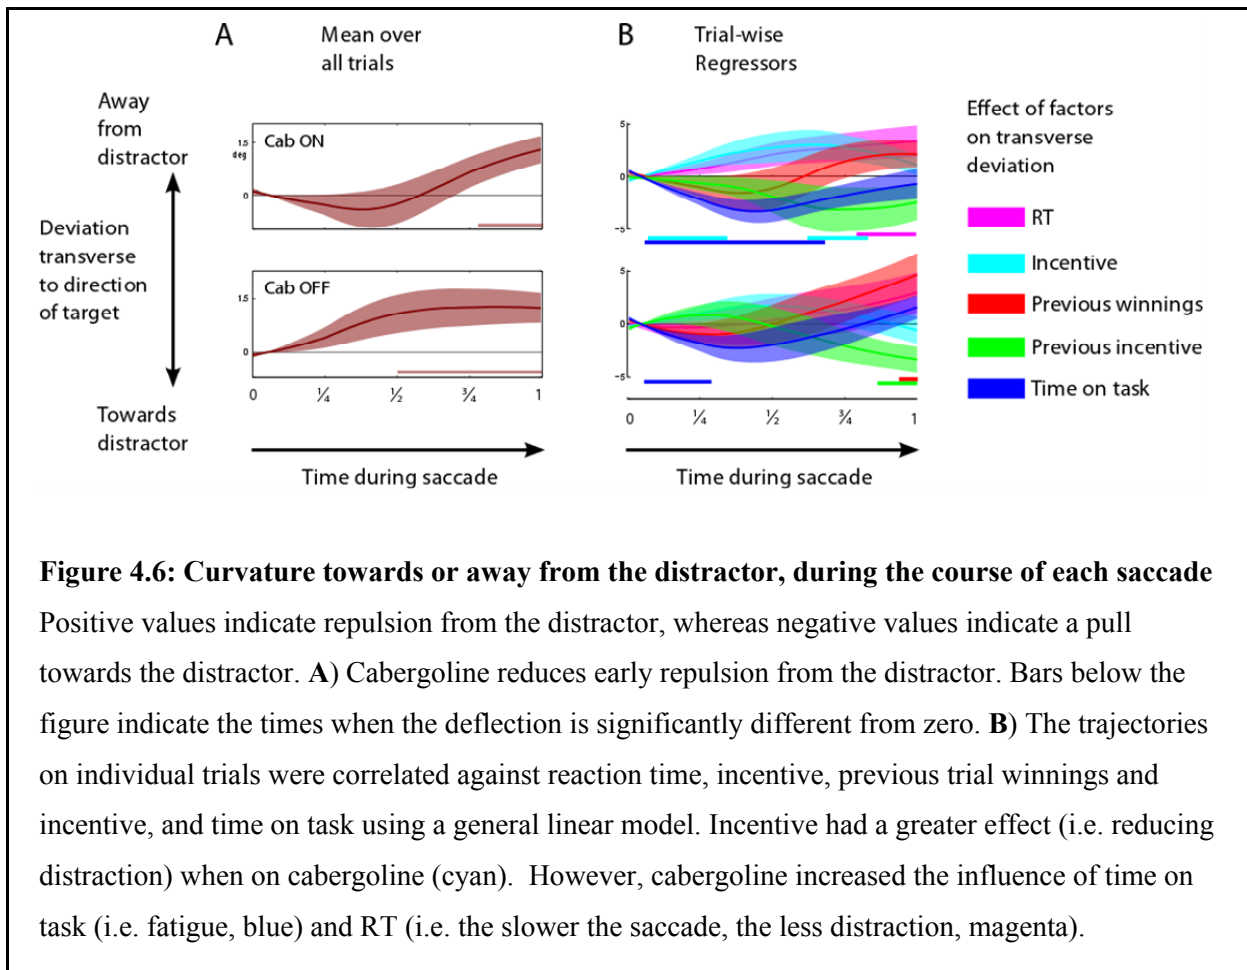 A
Mean over
all trials
B
Trial-wise
Regressors
Away
from
distractor
Deviation
transverse
to direction
of target
Towards
distractor
Cab ON
1.5
deg
0
Cab OFF
1.5
0
0 ¼ ½ ¾ 1
Time during saccade
5
0
−5
5
0
−5
0 ¼ ½ ¾ 1
Time during saccade
Effect of factors
on transverse
deviation
RT
Incentive
Previous winnings
Previous incentive
Time on task
Figure 4.6: Curvature towards or away from the distractor, during the course of each saccade
Positive values indicate repulsion from the distractor, whereas negative values indicate a pull
towards the distractor. A) Cabergoline reduces early repulsion from the distractor. Bars below the
figure indicate the times when the deflection is significantly different from zero. B) The trajectories
on individual trials were correlated against reaction time, incentive, previous trial winnings and
incentive, and time on task using a general linear model. Incentive had a greater effect (i.e. reducing
distraction) when on cabergoline (cyan). However, cabergoline increased the influence of time on
task (i.e. fatigue, blue) and RT (i.e. the slower the saccade, the less distraction, magenta).